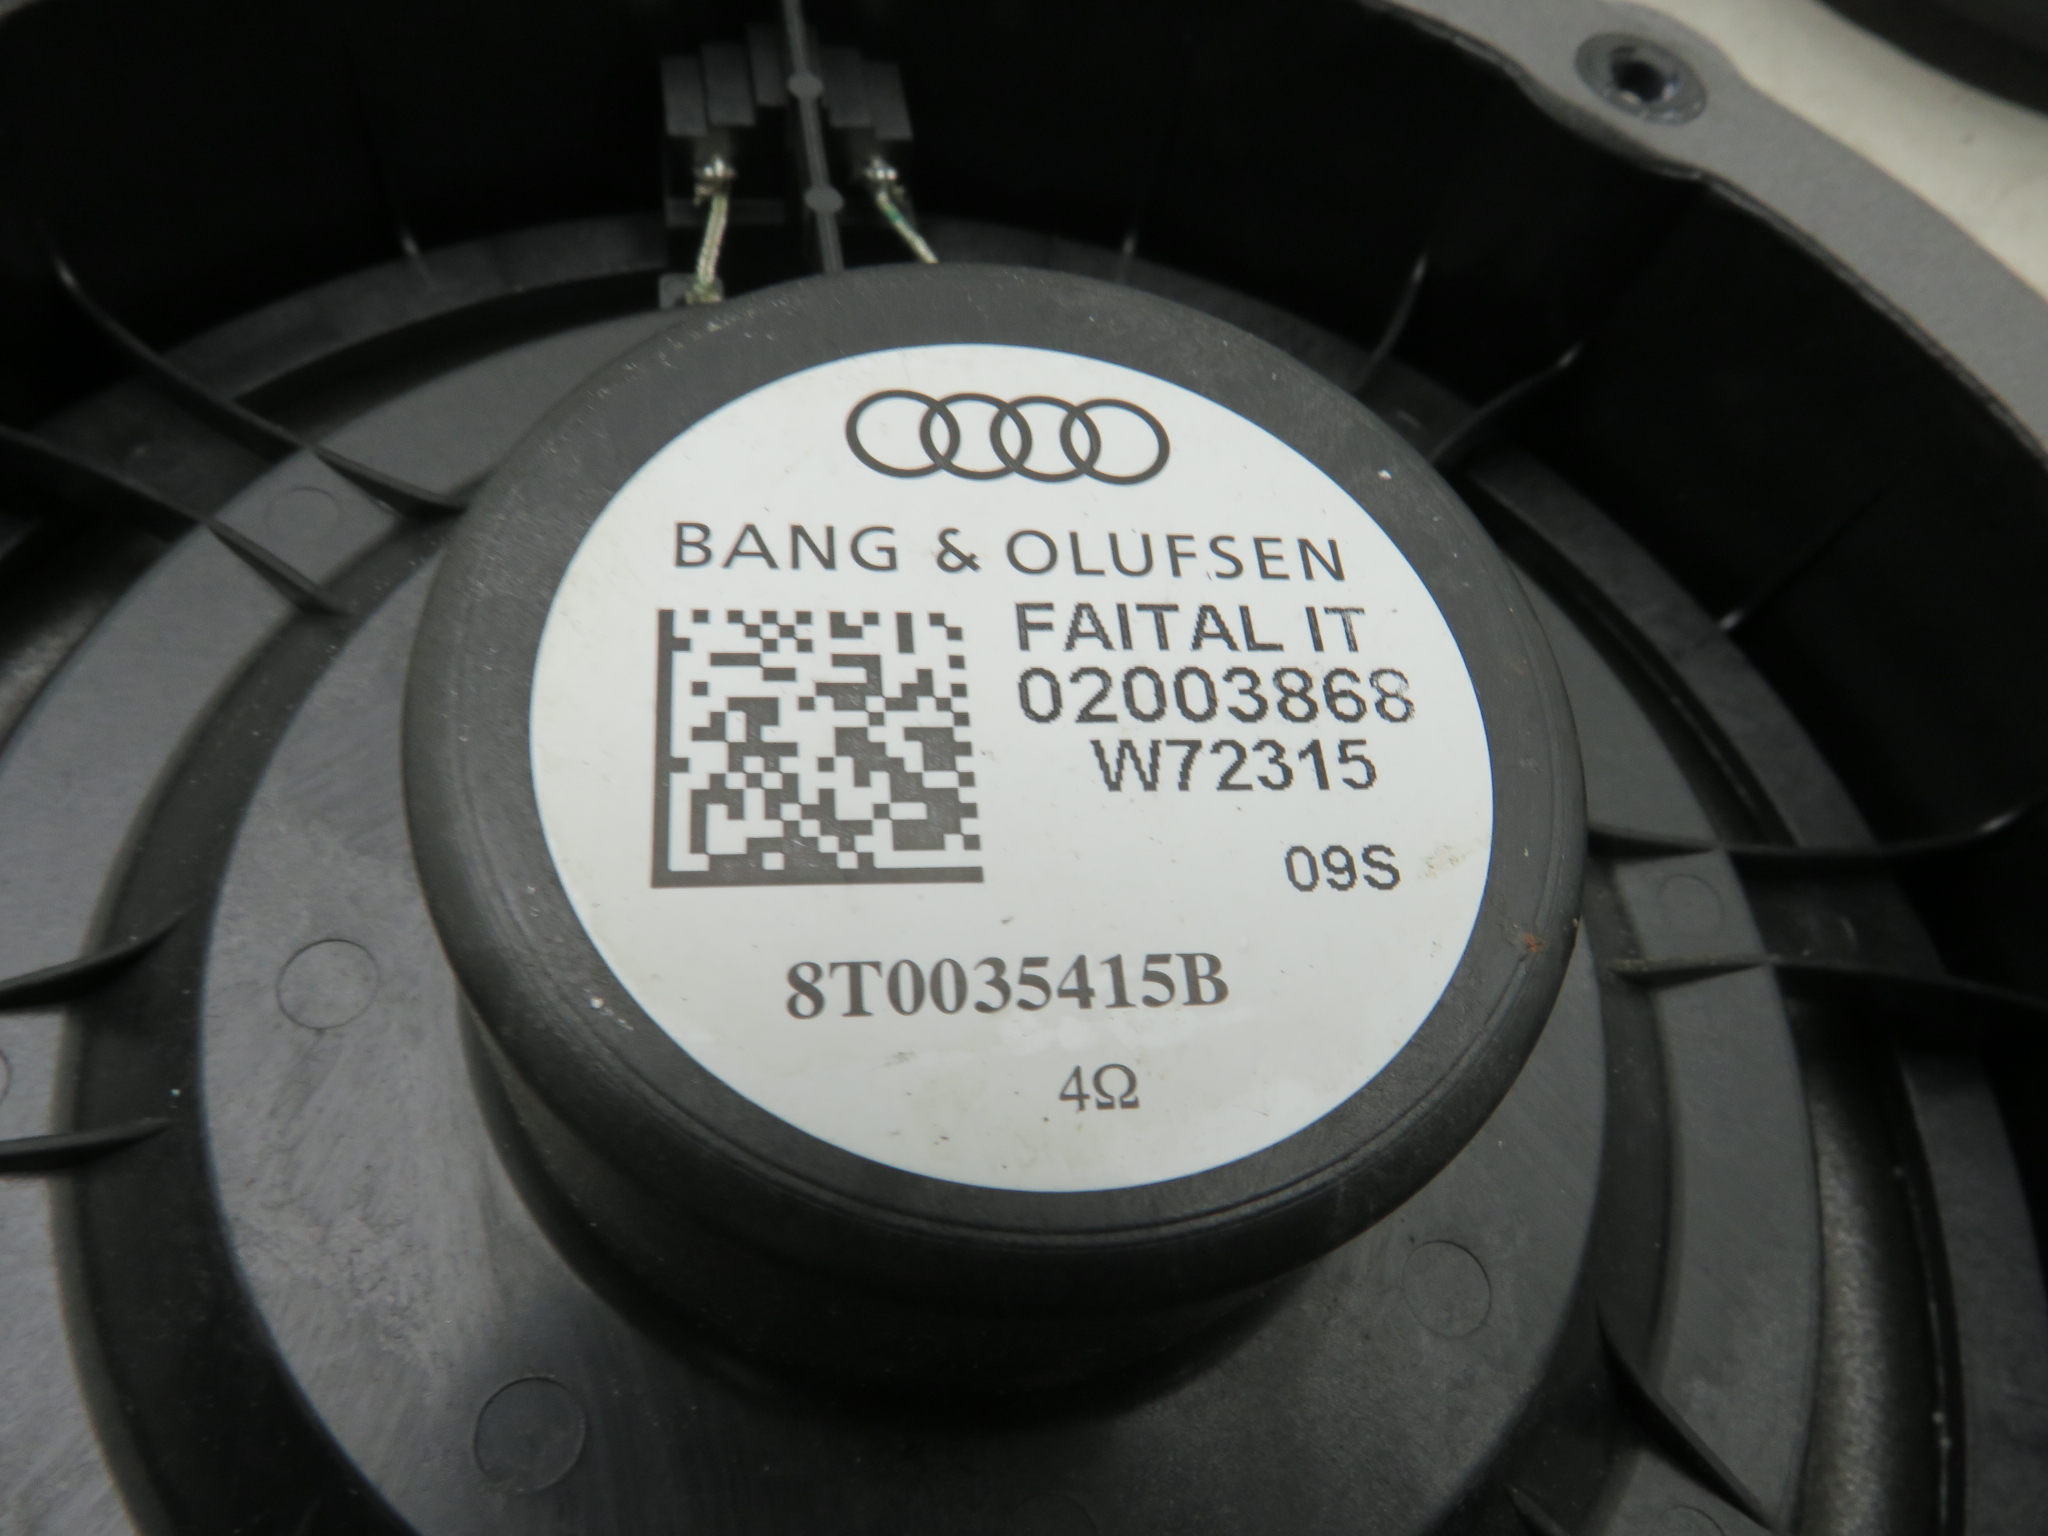 BANG & OLUFSEN
FAITAL IT
02003868
W72315
09S
8T0035415B
4Ω